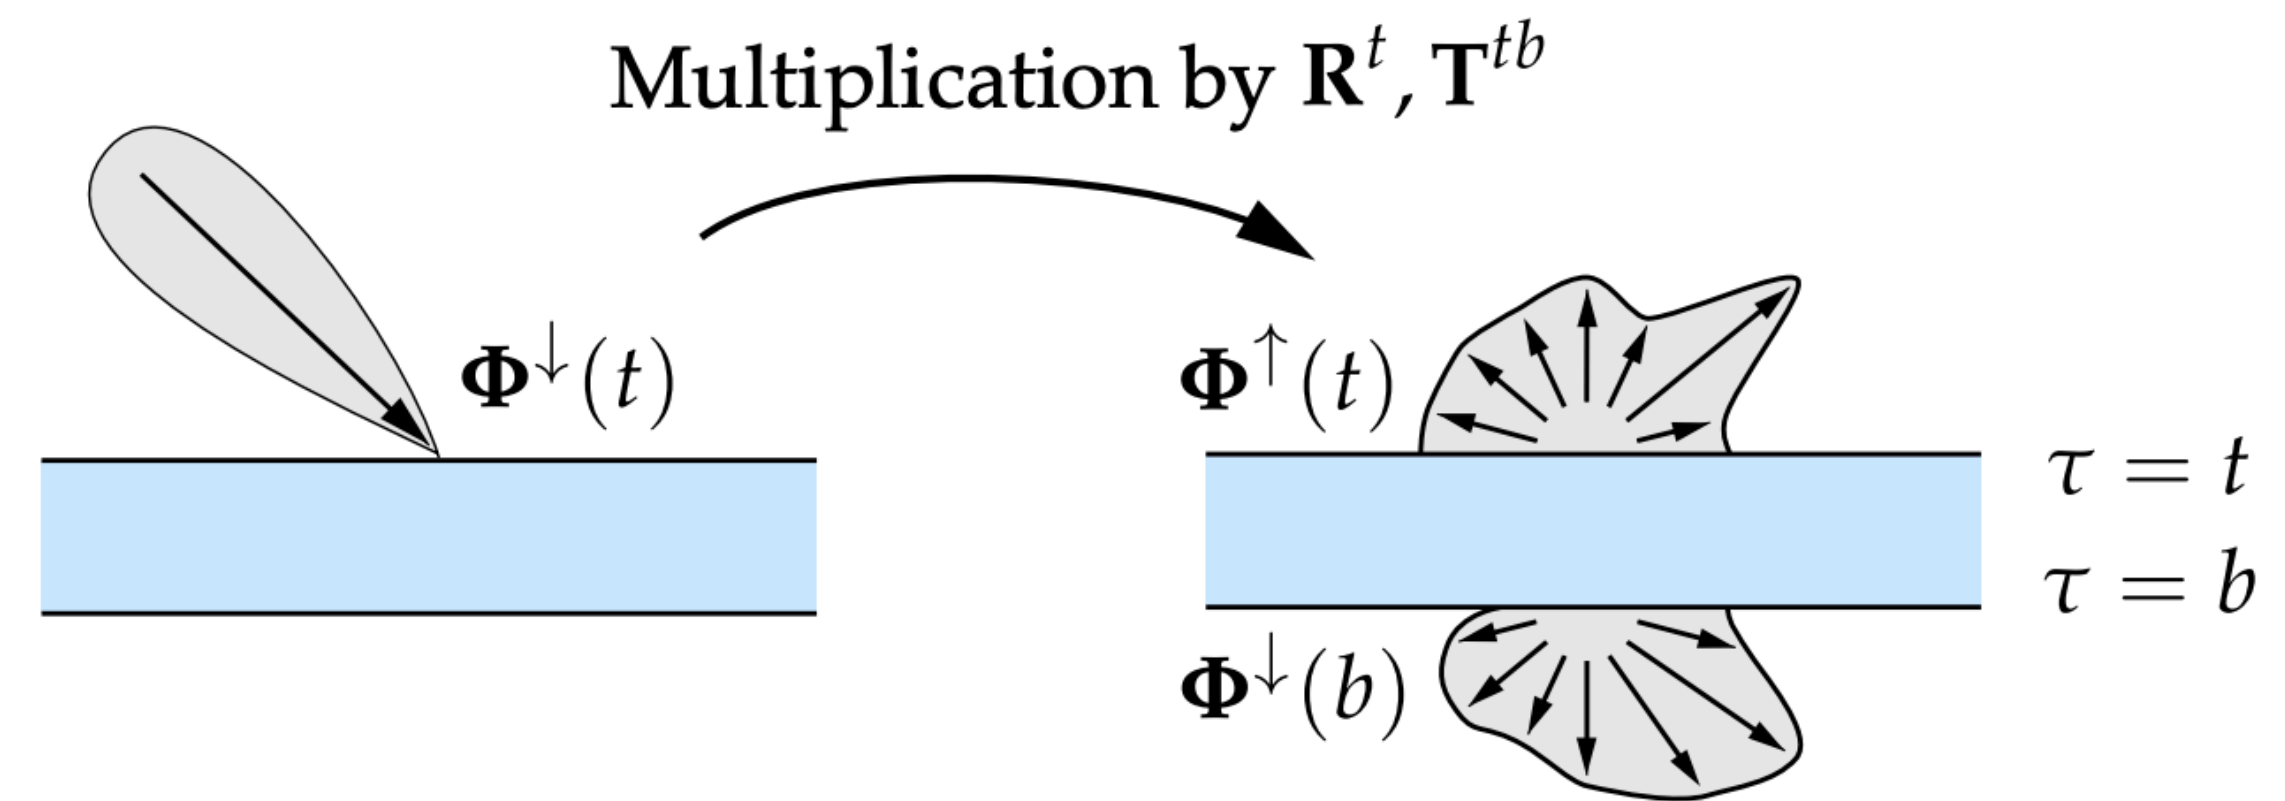 Multiplication by R^t, T^{tb}
Φ^↓(t)
Φ^↑(t)
τ = t
τ = b
Φ^↓(b)